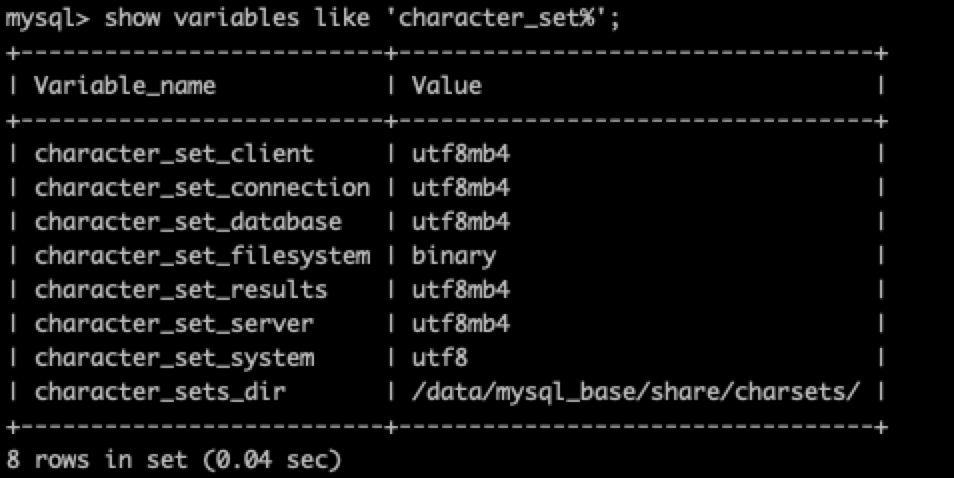 mysql> show variables like 'character_set%';
+--------------------------+----------------------------------+
| Variable_name            | Value                            |
+--------------------------+----------------------------------+
| character_set_client     | utf8mb4                          |
| character_set_connection | utf8mb4                          |
| character_set_database   | utf8mb4                          |
| character_set_filesystem | binary                           |
| character_set_results    | utf8mb4                          |
| character_set_server     | utf8mb4                          |
| character_set_system     | utf8                             |
| character_sets_dir       | /data/mysql_base/share/charsets/ |
+--------------------------+----------------------------------+
8 rows in set (0.04 sec)